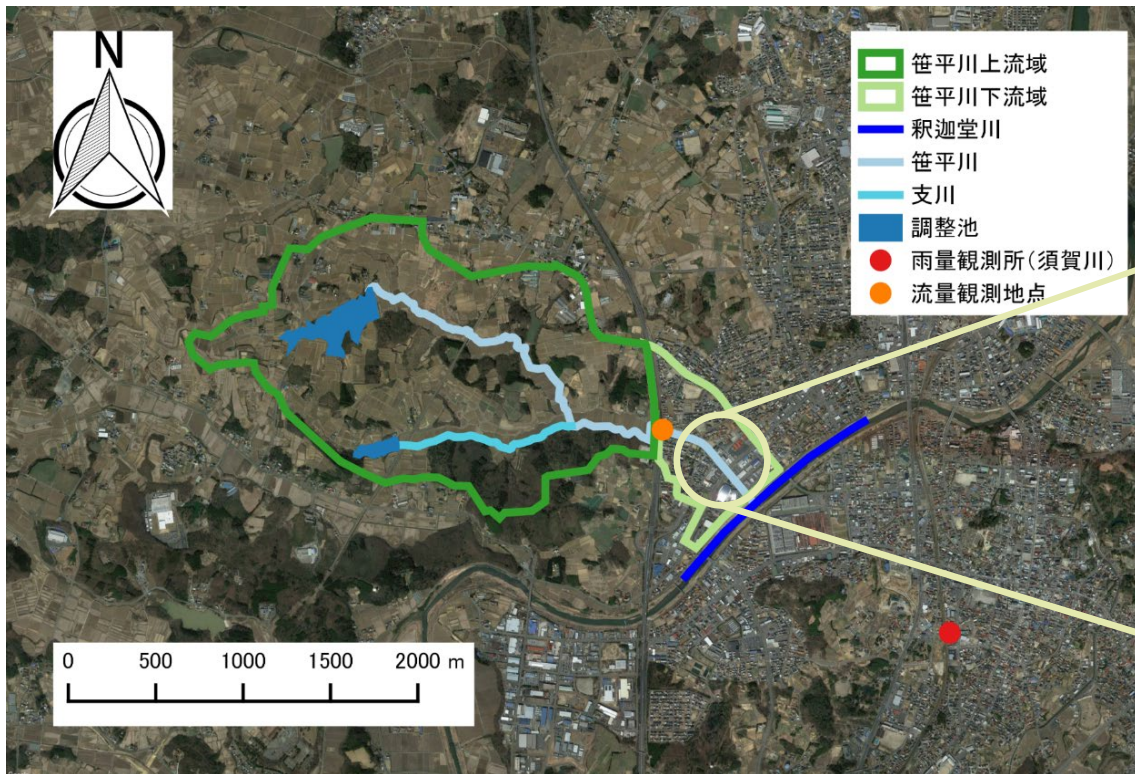 N
笹平川上流域
笹平川下流域
釈迦堂川
笹平川
支川
調整池
雨量観測所(須賀川)
流量観測地点
0 500 1000 1500 2000 m